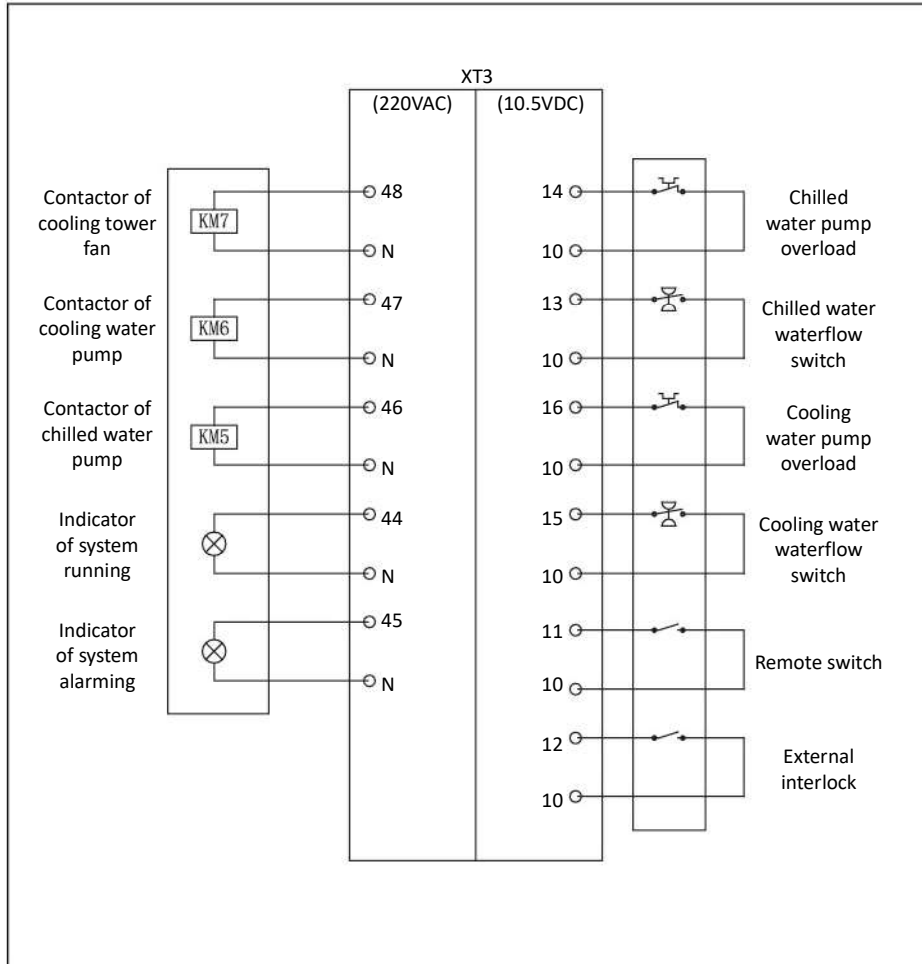 XT3
(220VAC)
(10.5VDC)
Contactor of
cooling tower
fan
KM7
48
N
14
10
Chilled
water pump
overload
Contactor of
cooling water
pump
KM6
47
N
13
10
Chilled water
waterflow
switch
Contactor of
chilled water
pump
KM5
46
N
16
10
Cooling
water pump
overload
Indicator
of system
running
44
N
15
10
Cooling water
waterflow
switch
Indicator
of system
alarming
45
N
11
10
Remote switch
12
10
External
interlock